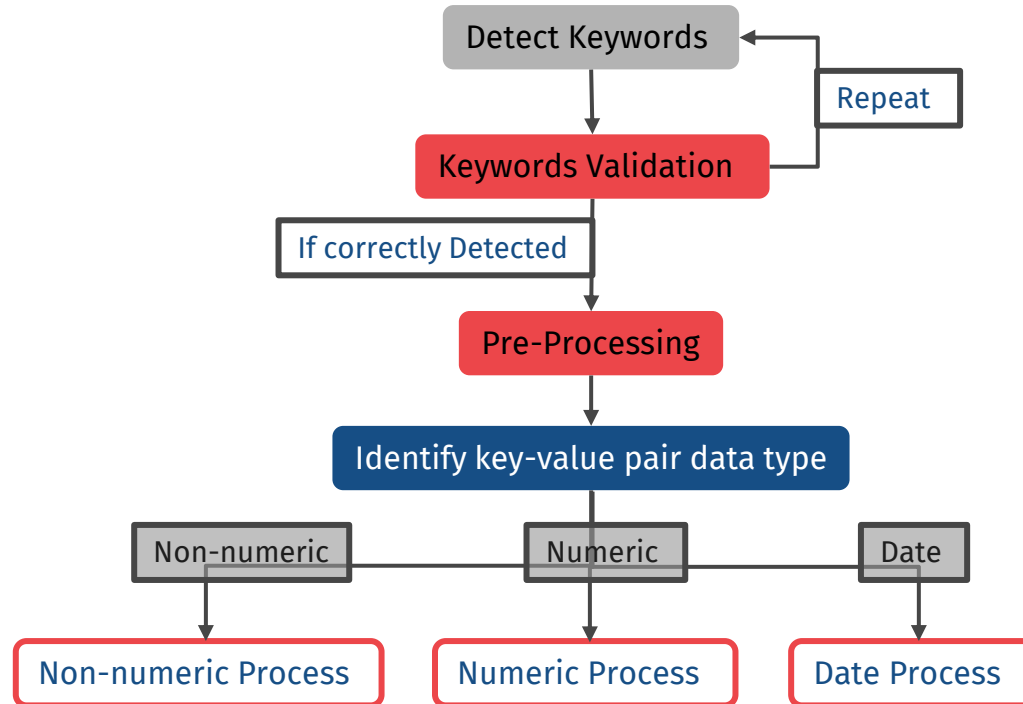 Detect Keywords
Repeat
Keywords Validation
If correctly Detected
Pre-Processing
Identify key-value pair data type
Non-numeric
Numeric
Date
Non-numeric Process
Numeric Process
Date Process